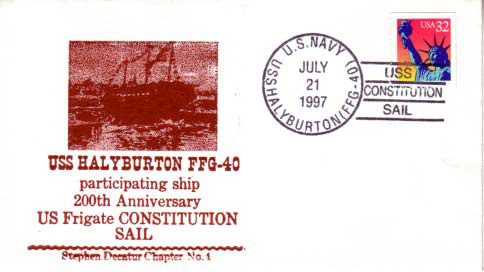 USA 32
U.S. NAVY
USS HALYBURTON (FFG-40)
JULY
21
1997
USS
CONSTITUTION
SAIL
USS HALYBURTON FFG-40
participating ship
200th Anniversary
US Frigate CONSTITUTION
SAIL
Stephen Decatur Chapter No. 4